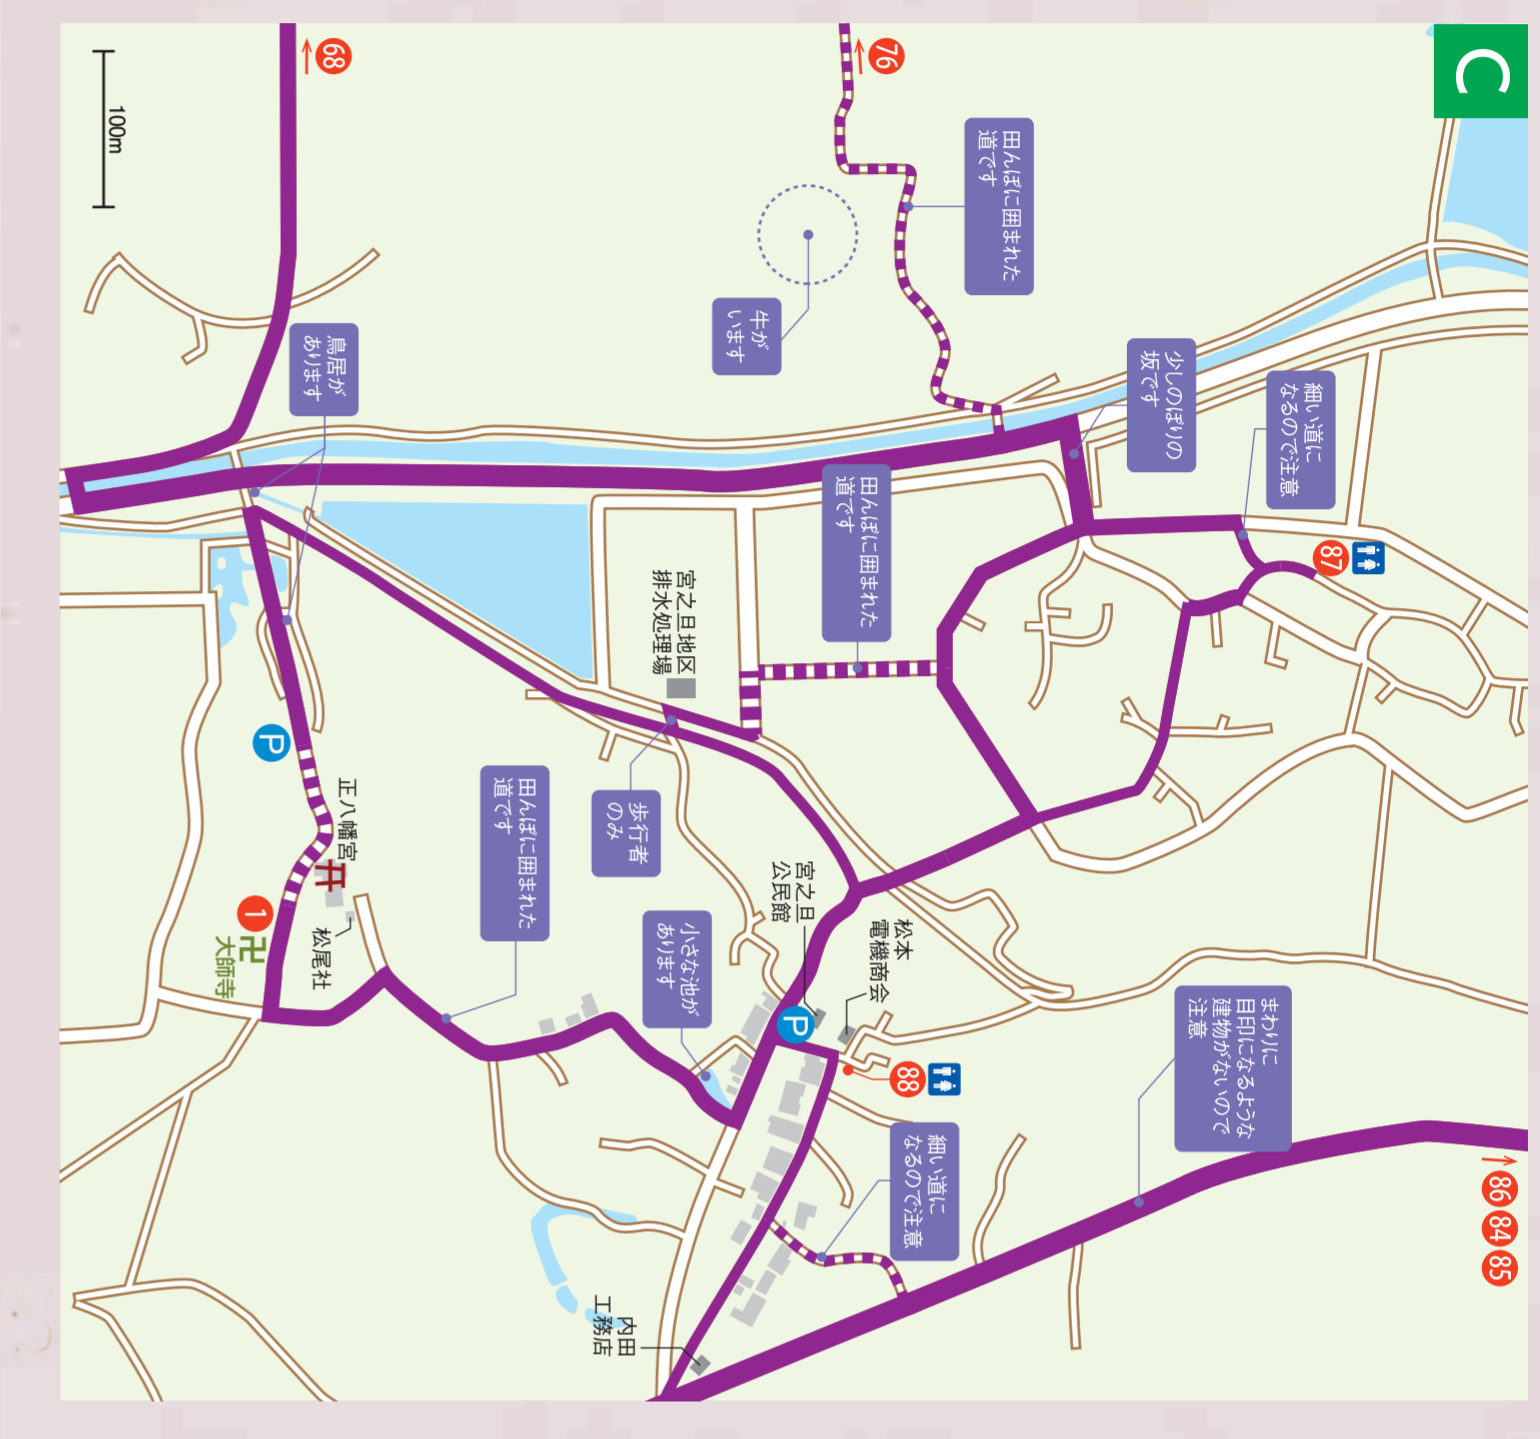 C
68
76
100m
田んぼに囲まれた
道です
牛が
います
鳥居が
あります
少しのぼりの
坂です
細い道に
なるので注意
87
田んぼに囲まれた
道です
宮之旦地区
排水処理場
P
歩行者
のみ
田んぼに囲まれた
道です
正八幡宮
1
卍
大師寺
松尾社
小さな池が
あります
宮之旦
公民館
松本
電機商会
P
88
まわりに
目印になるような
建物がないので
注意
細い道に
なるので注意
86
84
85
内田
工務店